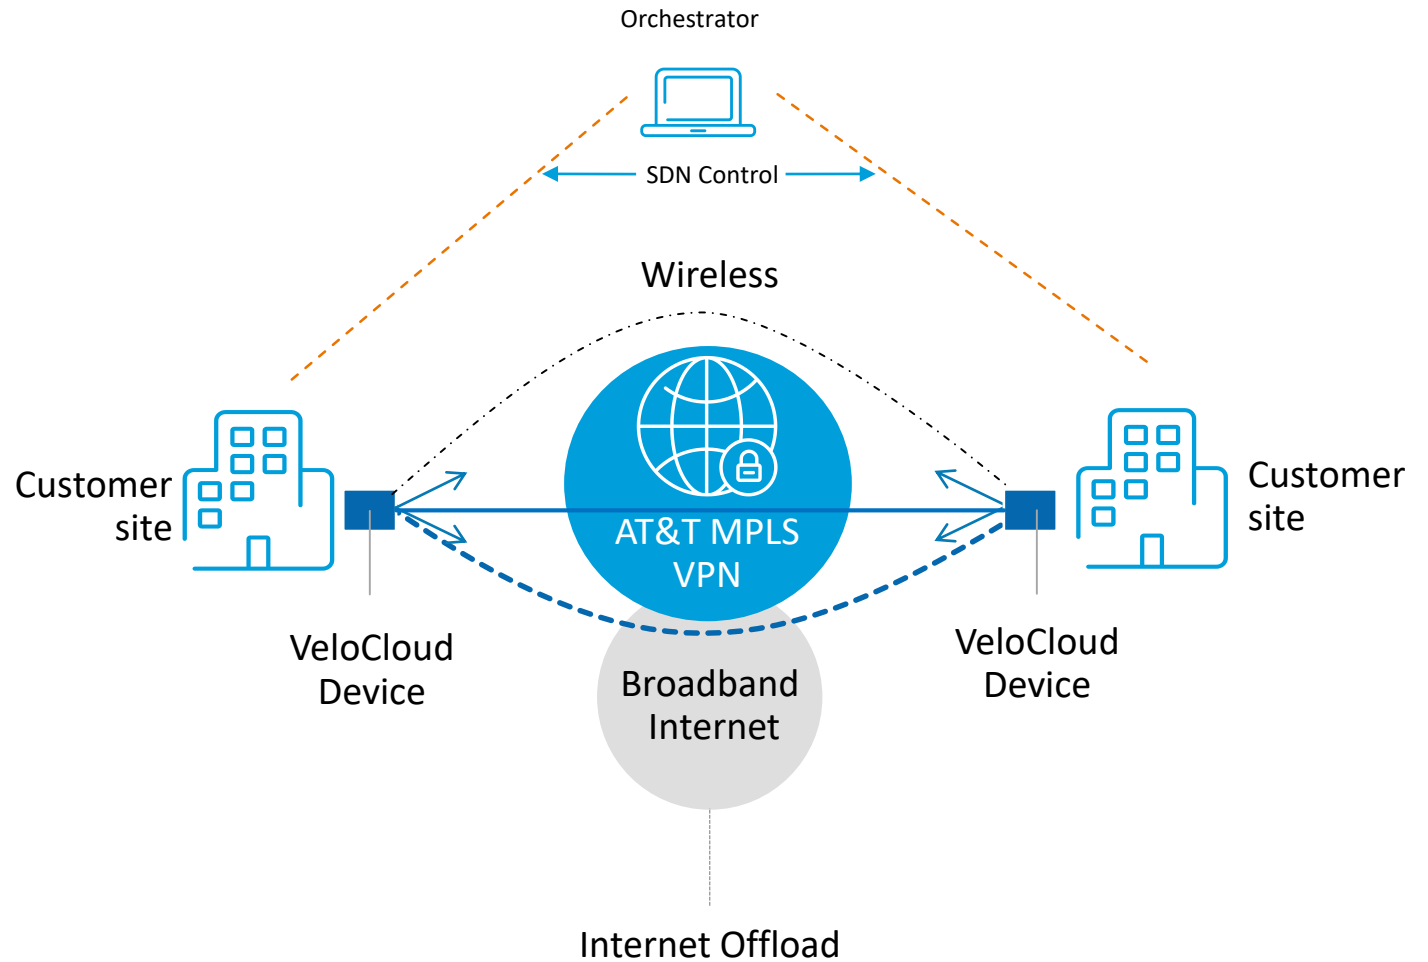 Orchestrator
SDN Control
Wireless
Customer
site
Customer
site
AT&T MPLS
VPN
VeloCloud
Device
VeloCloud
Device
Broadband
Internet
Internet Offload